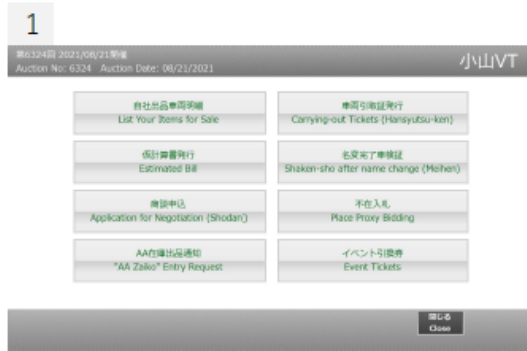 1
第6324回 2021/08/21開催
Auction No: 6324 Auction Date: 08/21/2021
小山VT
自社出品車両明細
List Your Items for Sale
車両引取証発行
Carrying-out Tickets (Hansyutsu-ken)
仮計算書発行
Estimated Bill
名変完了車検証
Shaken-sho after name change (Meihen)
商談申込
Application for Negotiation (Shodan)
不在入札
Place Proxy Bidding
AA在庫出品通知
"AA Zaiko" Entry Request
イベント引換券
Event Tickets
閉じる
Close